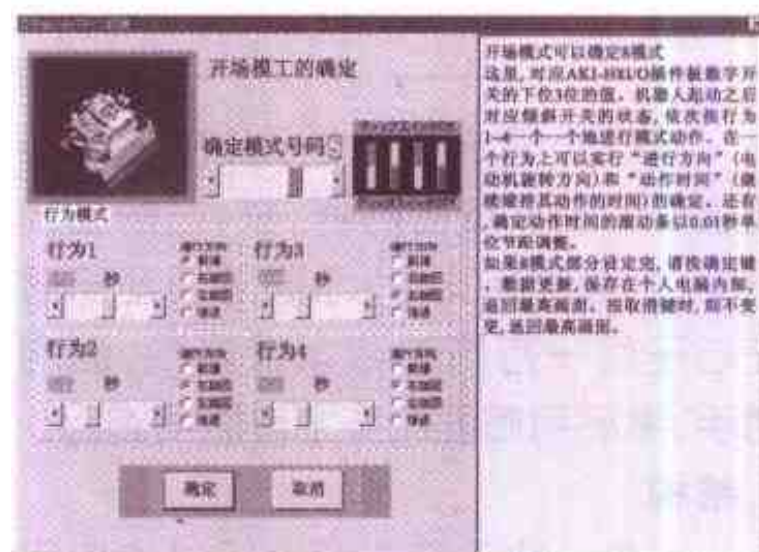 开场模工的确定
确定模式号码
行为模式
行为1
秒
行为3
秒
行为2
秒
行为4
秒
确定
取消
开场模式可以确定8模式
这里,对应AKI-H8I/O插件板数字开
关的下位3位的值。机器人起动之后
对应倾斜开关的状态,依次按行为
1~4一个一个地进行模式动作。在一
个行为上可以实行“进行方向”(电
动机旋转方向)和“动作时间”(继
续维持其动作的时间)的确定。还有
,确定动作时间的滚动条以0.01秒单
位节距调整。
如果8模式部分设定完,请按确定键
,数据更新,保存在个人电脑内部,
返回最高画面。按取消键时,则不变
更,返回最高画面。